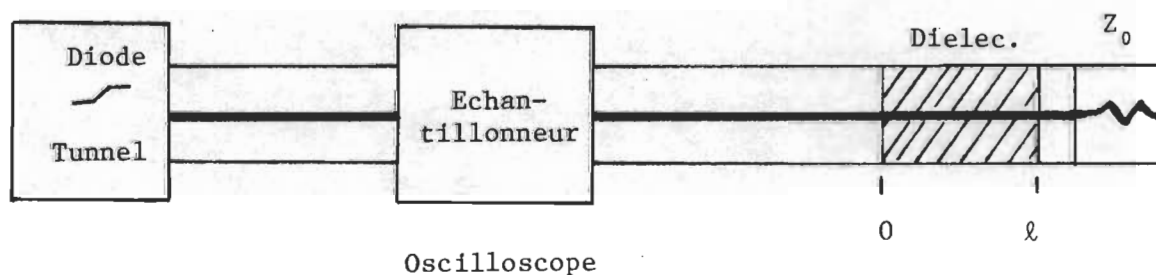 Diode
Tunnel
Echan-
tillonneur
Dielec.
Z₀
0
ℓ
Oscilloscope